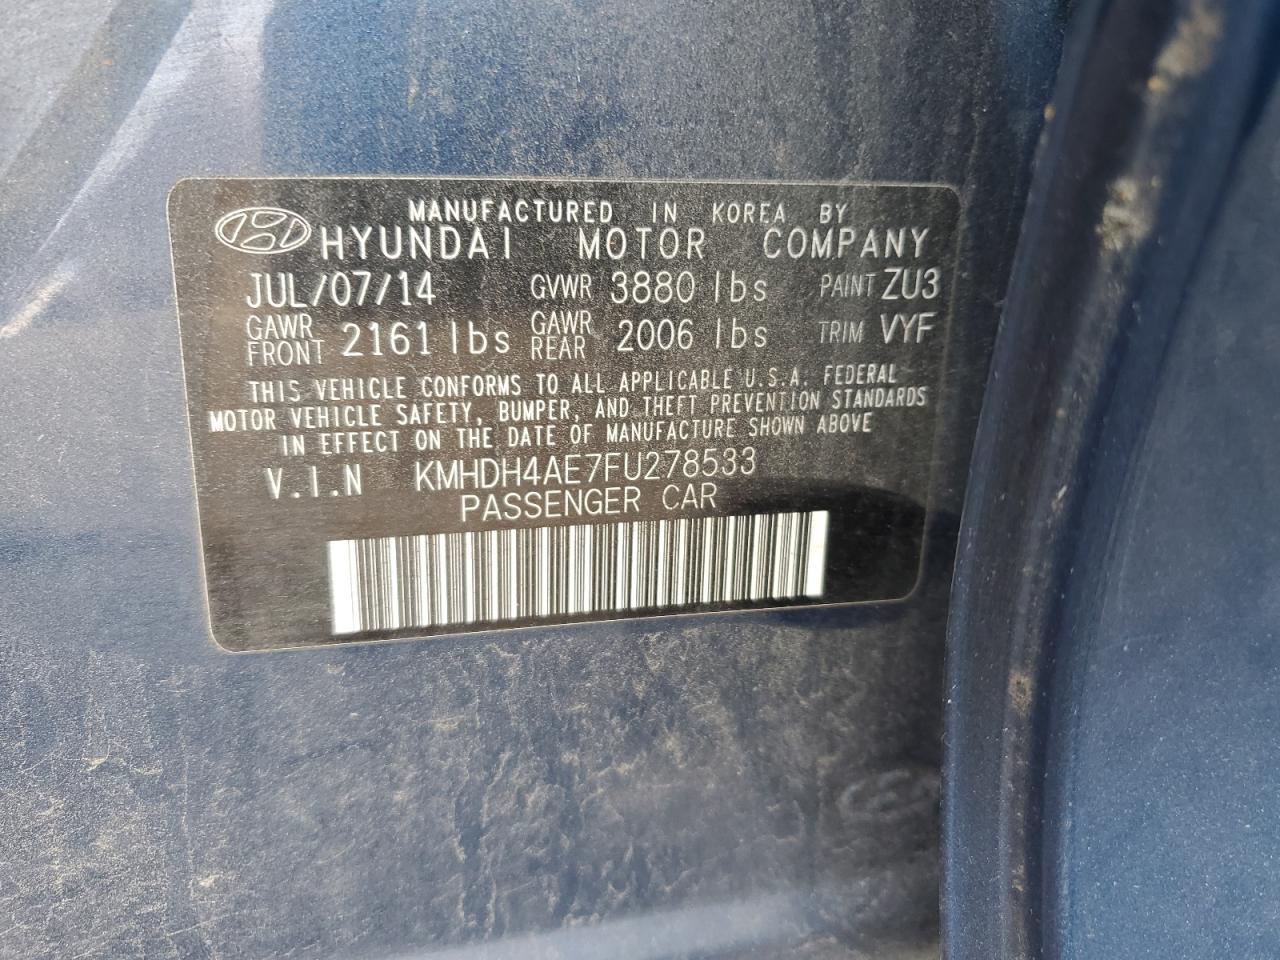 MANUFACTURED IN KOREA BY
HYUNDAI MOTOR COMPANY
JUL/07/14 GVWR 3880 lbs PAINT ZU3
GAWR FRONT 2161 lbs GAWR REAR 2006 lbs TRIM VYF
THIS VEHICLE CONFORMS TO ALL APPLICABLE U.S.A. FEDERAL
MOTOR VEHICLE SAFETY, BUMPER, AND THEFT PREVENTION STANDARDS
IN EFFECT ON THE DATE OF MANUFACTURE SHOWN ABOVE
V.I.N KMHDH4AE7FU278533
PASSENGER CAR